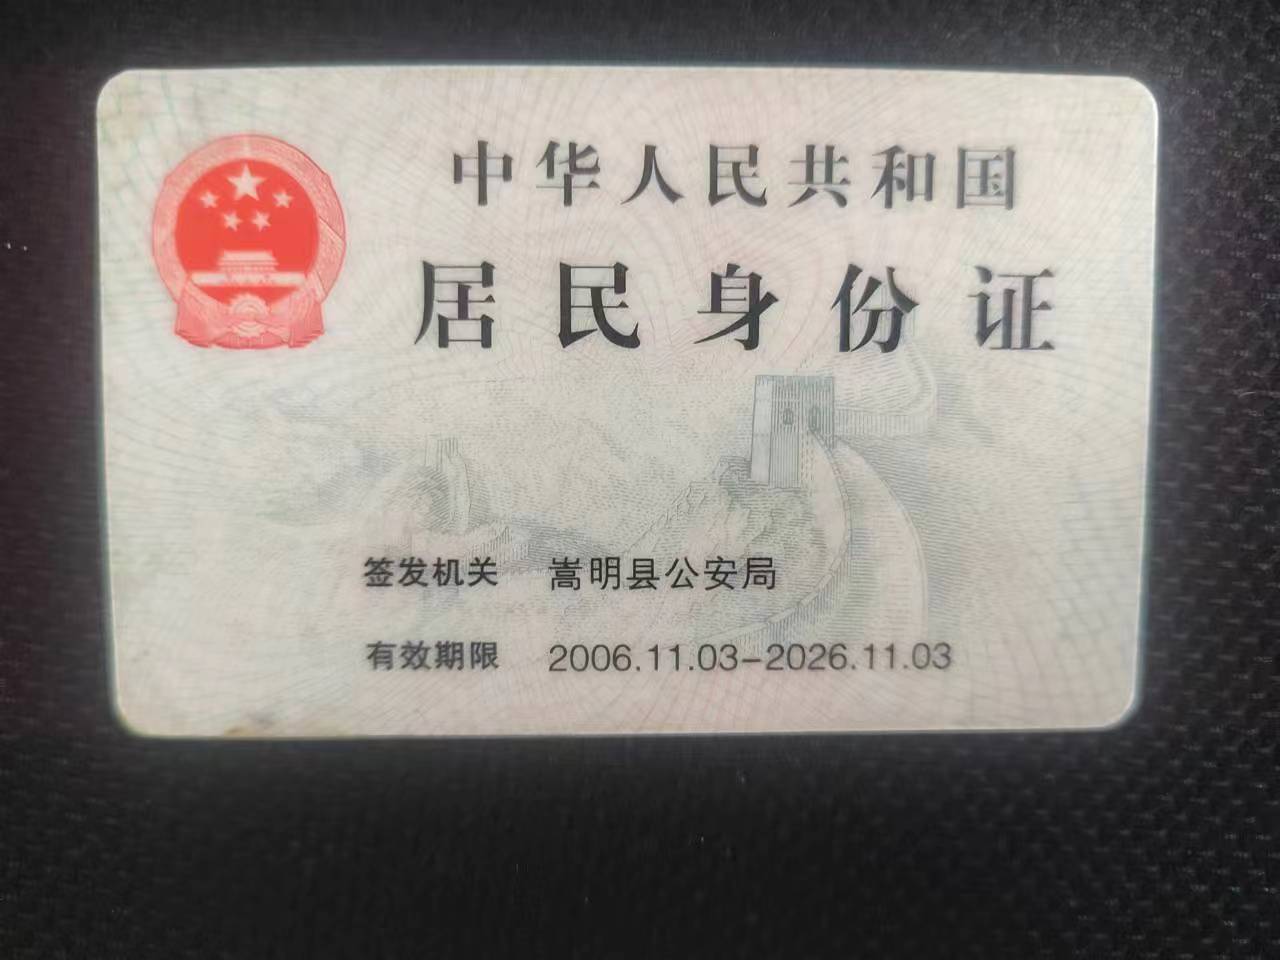 中华人民共和国
居民身份证
签发机关 嵩明县公安局
有效期限 2006.11.03-2026.11.03